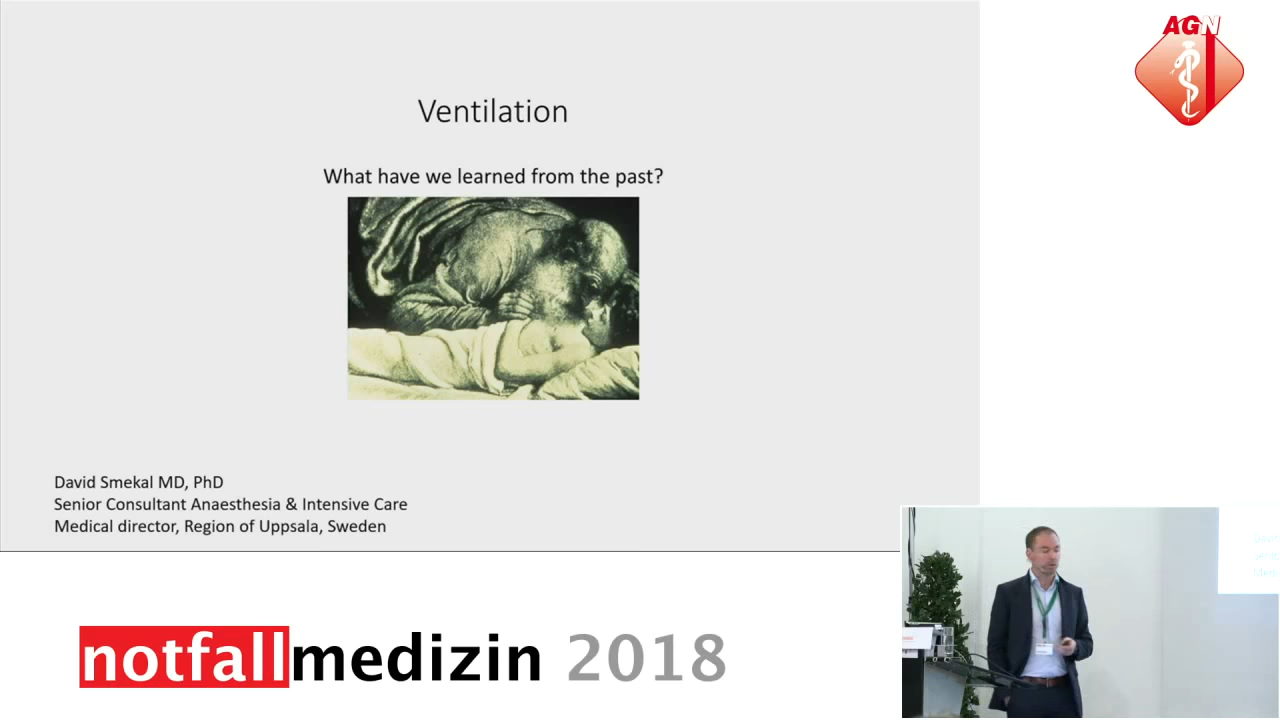 AGN
Ventilation
What have we learned from the past?
David Smekal MD, PhD
Senior Consultant Anaesthesia & Intensive Care
Medical director, Region of Uppsala, Sweden
notfallmedizin 2018